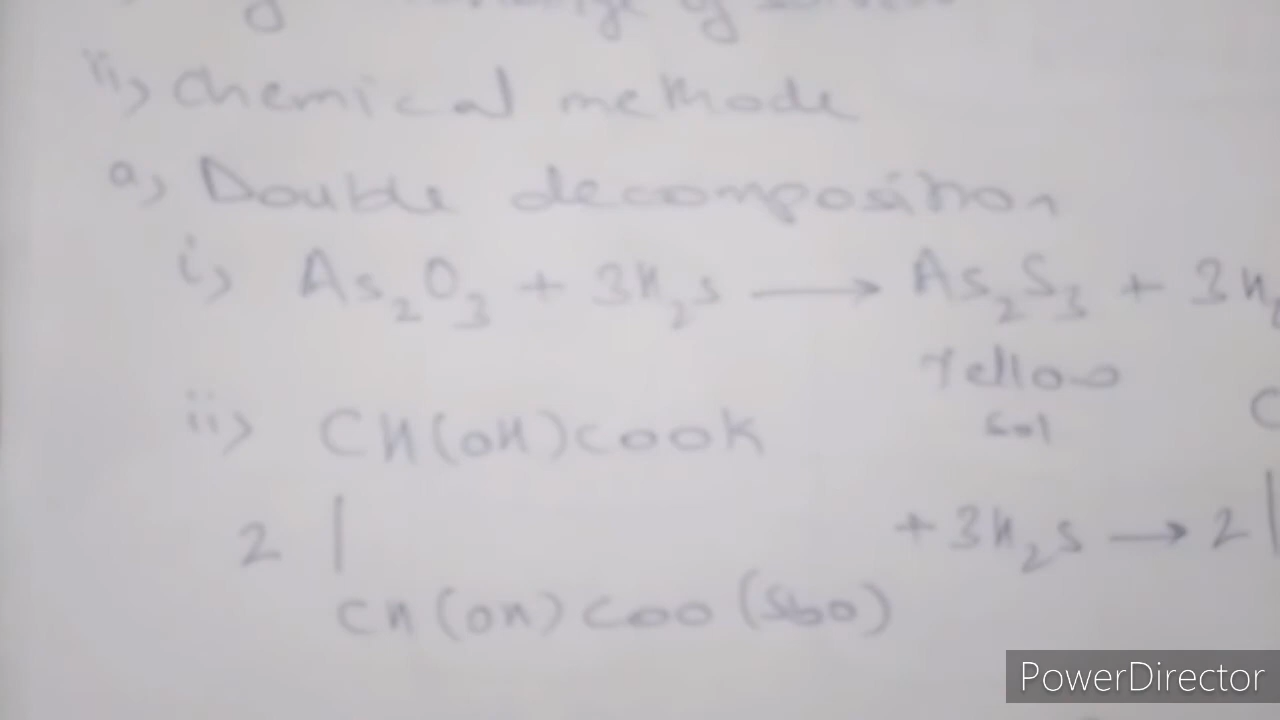 of
ii> Chemical methode
a> Double decomposition
i> As₂O₃ + 3H₂S → As₂S₃ + 3H
Yellow
sol
ii> CH(OH)COOK C
2 | + 3H₂S → 2 |
CH(OH)COO(SbO)
PowerDirector